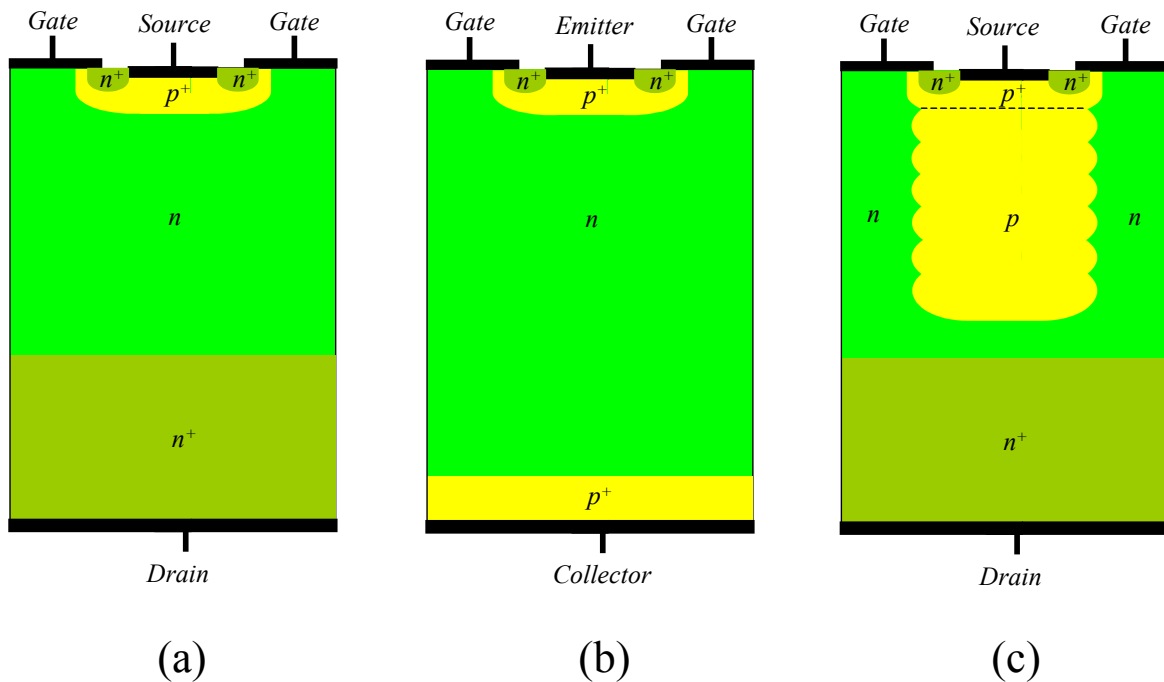 Gate Source Gate
n⁺ n⁺
p⁺
n
n⁺
Drain
(a)
Gate Emitter Gate
n⁺ n⁺
p⁺
n
p⁺
Collector
(b)
Gate Source Gate
n⁺ n⁺
p⁺
n p n
n⁺
Drain
(c)